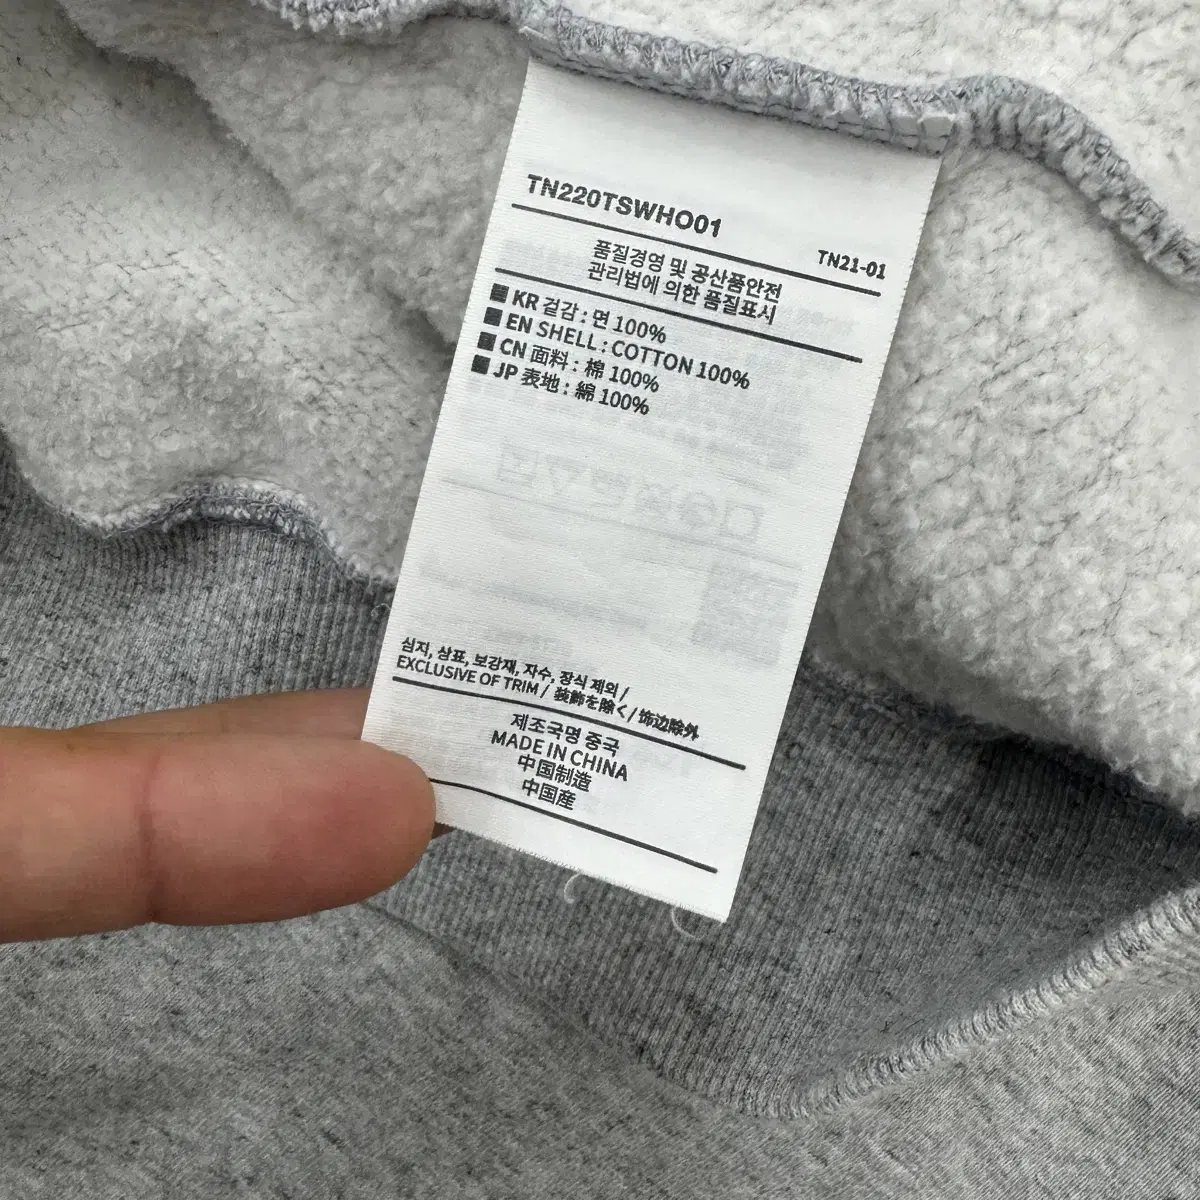 TN220TSWHO01
TN21-01
품질경영 및 공산품안전
관리법에 의한 품질표시
KR 겉감 : 면 100%
EN SHELL : COTTON 100%
CN 面料 : 棉 100%
JP 表地 : 綿 100%
심지, 상표, 보강재, 자수, 장식 제외 /
EXCLUSIVE OF TRIM / 装飾を除く / 饰边除外
제조국명 중국
MADE IN CHINA
中国制造
中国産